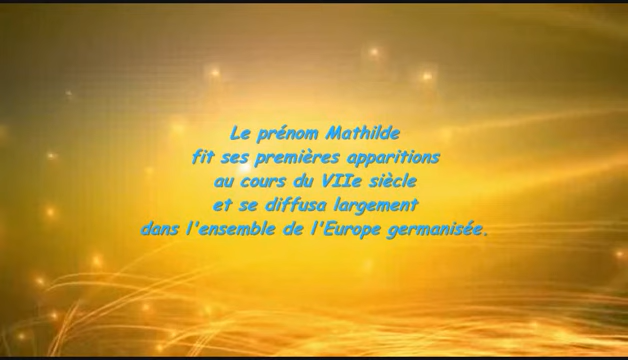 Le prénom Mathilde
fit ses premières apparitions
au cours du VIIe siècle
et se diffusa largement
dans l'ensemble de l'Europe germanisée.